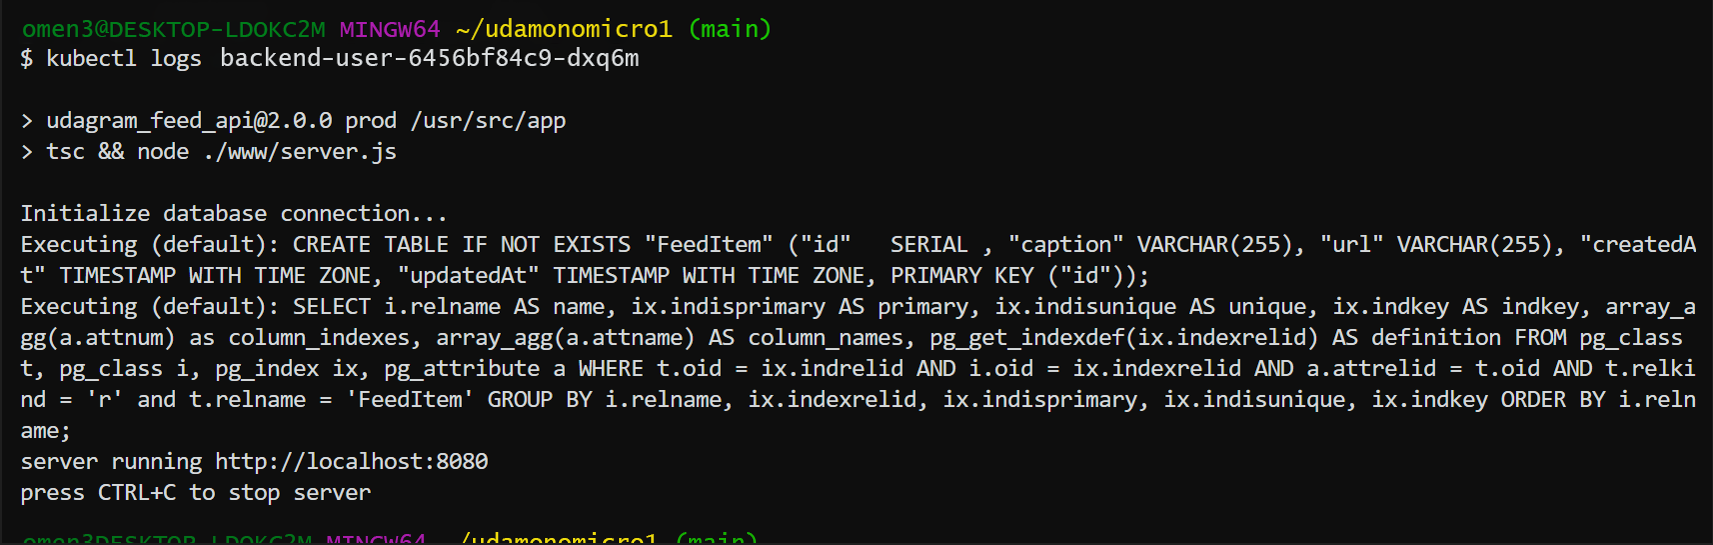 omen3@DESKTOP-LDOKC2M MINGW64 ~/udamonomicro1 (main)
$ kubectl logs backend-user-6456bf84c9-dxq6m
> udagram_feed_api@2.0.0 prod /usr/src/app
> tsc && node ./www/server.js
Initialize database connection...
Executing (default): CREATE TABLE IF NOT EXISTS "FeedItem" ("id"   SERIAL , "caption" VARCHAR(255), "url" VARCHAR(255), "createdA
t" TIMESTAMP WITH TIME ZONE, "updatedAt" TIMESTAMP WITH TIME ZONE, PRIMARY KEY ("id"));
Executing (default): SELECT i.relname AS name, ix.indisprimary AS primary, ix.indisunique AS unique, ix.indkey AS indkey, array_a
gg(a.attnum) as column_indexes, array_agg(a.attname) AS column_names, pg_get_indexdef(ix.indexrelid) AS definition FROM pg_class
t, pg_class i, pg_index ix, pg_attribute a WHERE t.oid = ix.indrelid AND i.oid = ix.indexrelid AND a.attrelid = t.oid AND t.relki
nd = 'r' and t.relname = 'FeedItem' GROUP BY i.relname, ix.indexrelid, ix.indisprimary, ix.indisunique, ix.indkey ORDER BY i.reln
ame;
server running http://localhost:8080
press CTRL+C to stop server
omen3@DESKTOP-LDOKC2M MINGW64 ~/udamonomicro1 (main)